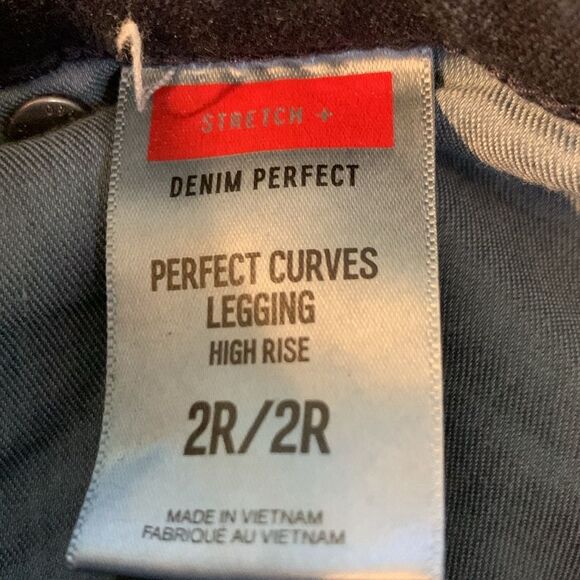 STRETCH +
DENIM PERFECT
PERFECT CURVES
LEGGING
HIGH RISE
2R/2R
MADE IN VIETNAM
FABRIQUÉ AU VIETNAM